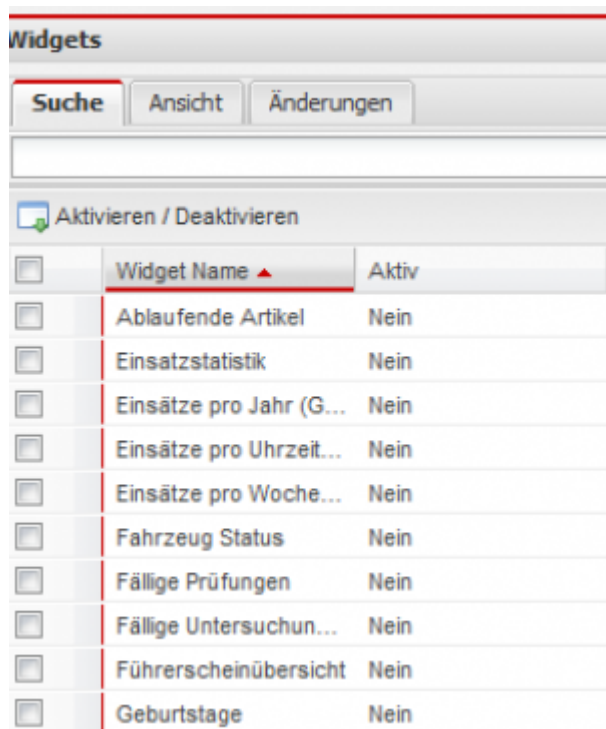 Widgets
Suche Ansicht Änderungen
Aktivieren / Deaktivieren
Widget Name Aktiv
Ablaufende Artikel Nein
Einsatzstatistik Nein
Einsätze pro Jahr (G... Nein
Einsätze pro Uhrzeit... Nein
Einsätze pro Woche... Nein
Fahrzeug Status Nein
Fällige Prüfungen Nein
Fällige Untersuchun... Nein
Führerscheinübersicht Nein
Geburtstage Nein